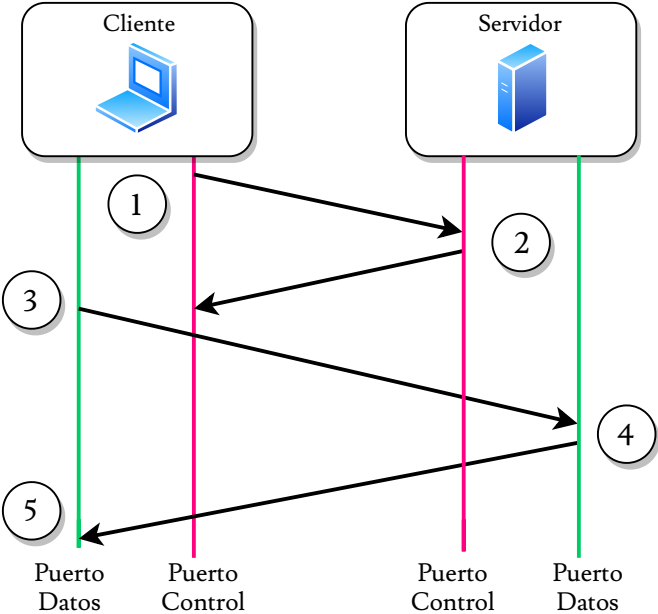 Cliente
Servidor
1
2
3
4
5
Puerto
Datos
Puerto
Control
Puerto
Control
Puerto
Datos